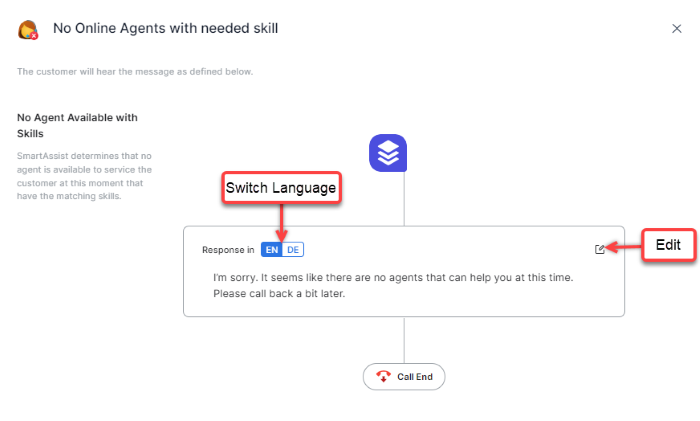 No Online Agents with needed skill
The customer will hear the message as defined below.
No Agent Available with
Skills
SmartAssist determines that no
agent is available to service the
customer at this moment that
have the matching skills.
Switch Language
Response in EN DE
Edit
I'm sorry. It seems like there are no agents that can help you at this time.
Please call back a bit later.
Call End